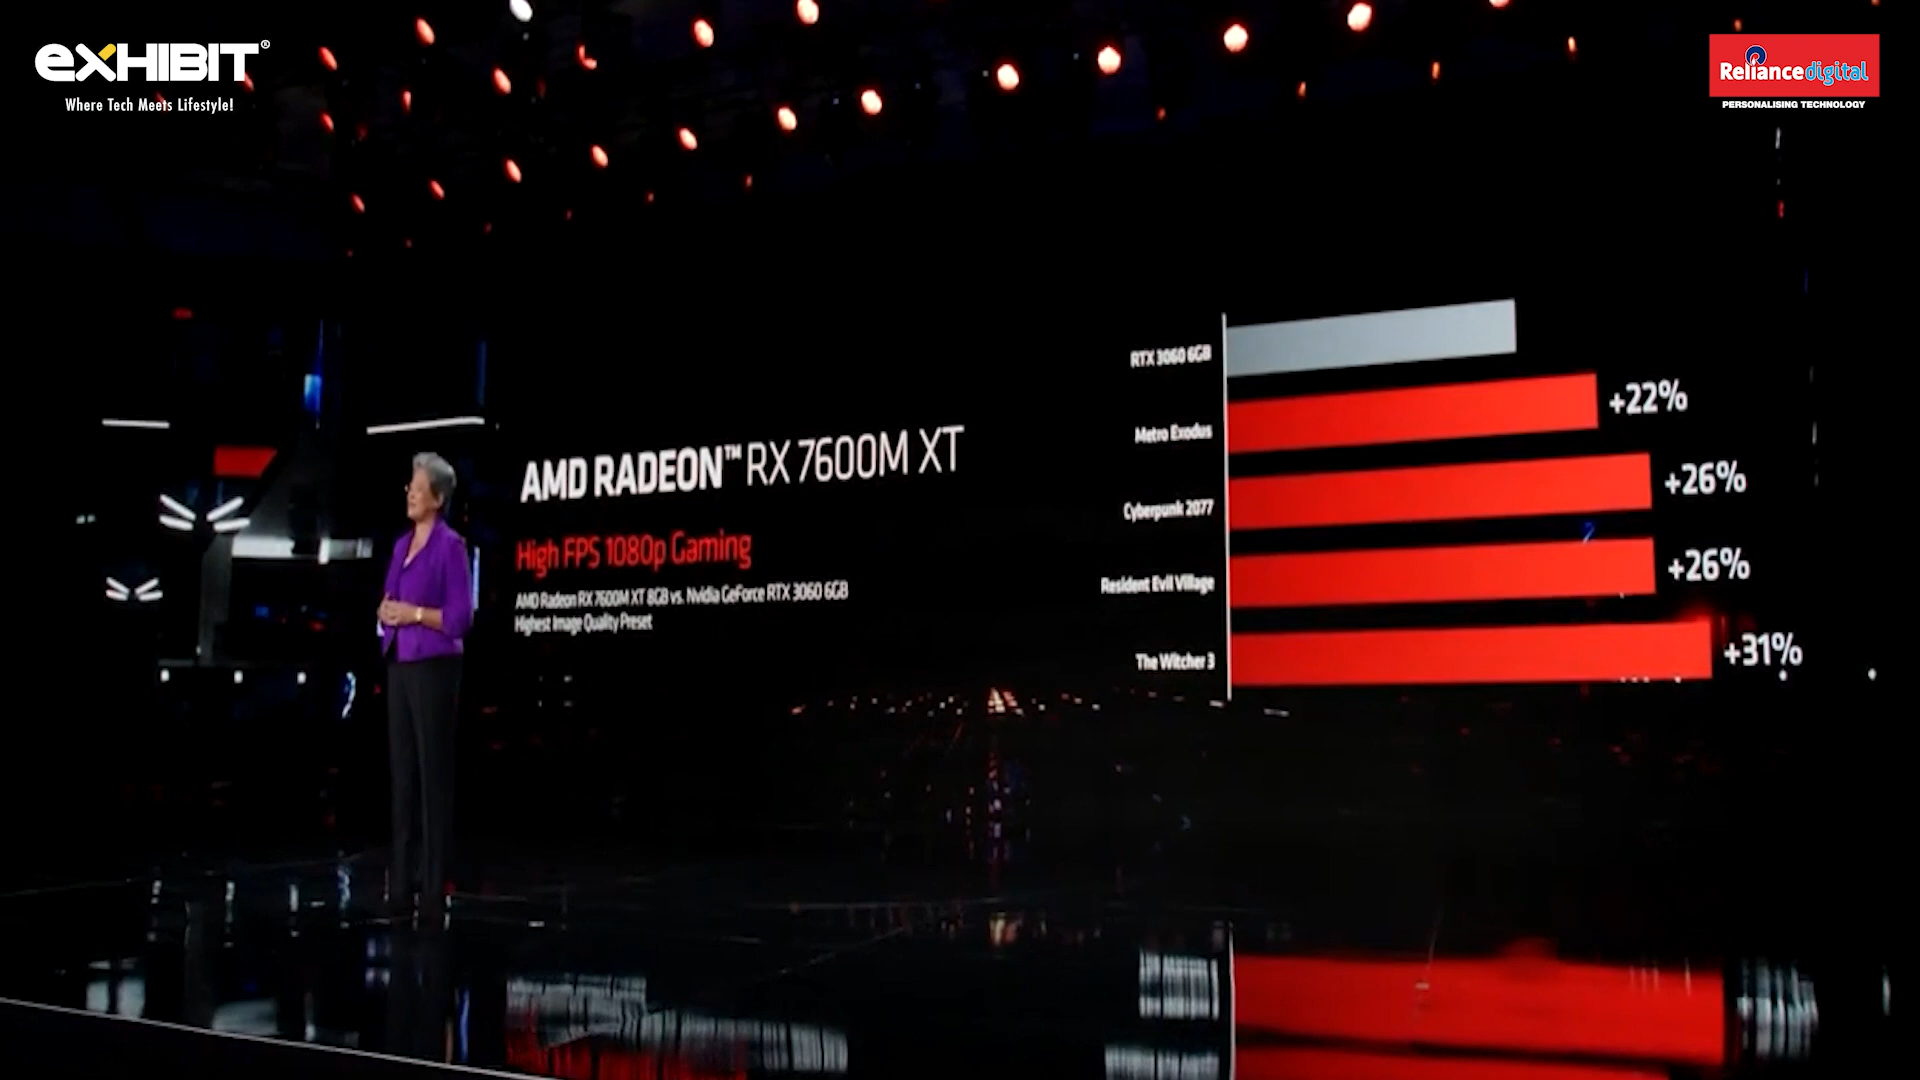 exHIBIT®
Where Tech Meets Lifestyle!
Reliance digital
PERSONALISING TECHNOLOGY
AMD RADEON™ RX 7600M XT
High FPS 1080p Gaming
AMD Radeon RX 7600M XT 8GB vs. Nvidia GeForce RTX 3060 6GB
Highest Image Quality Preset
RTX 3060 6GB
Metro Exodus +22%
Cyberpunk 2077 +26%
Resident Evil Village +26%
The Witcher 3 +31%